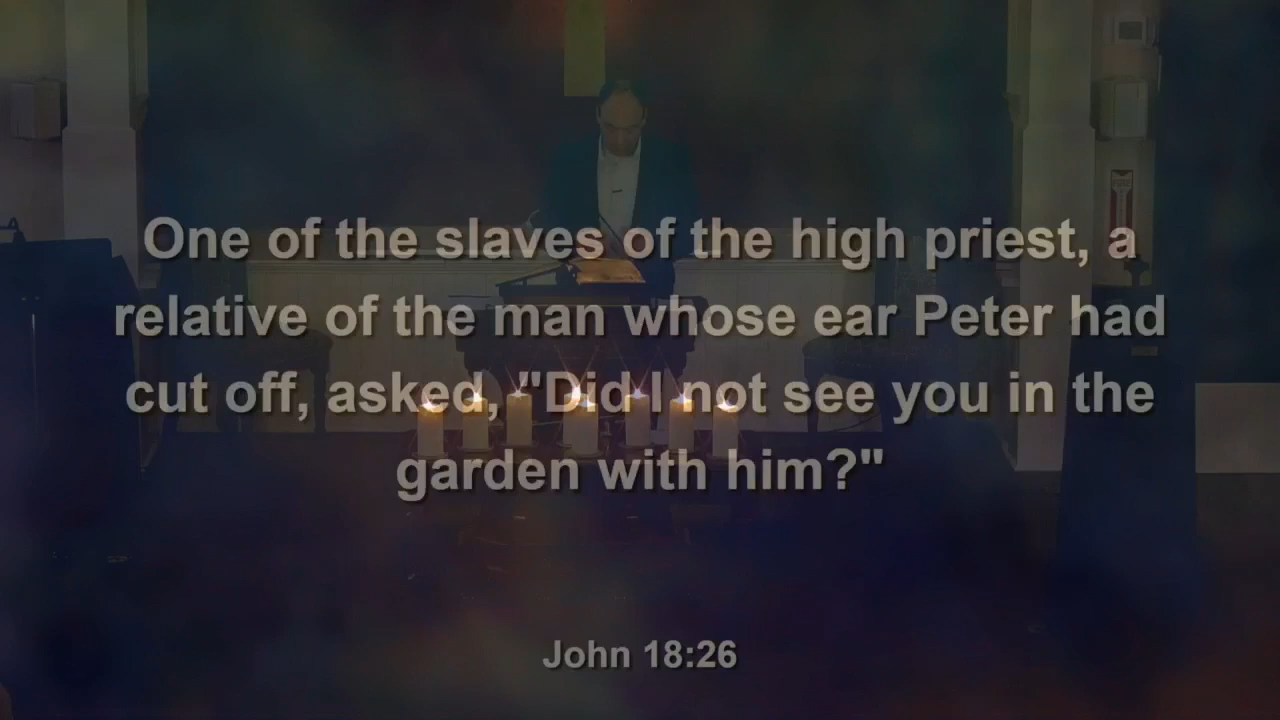 One of the slaves of the high priest, a
relative of the man whose ear Peter had
cut off, asked, "Did I not see you in the
garden with him?"
John 18:26